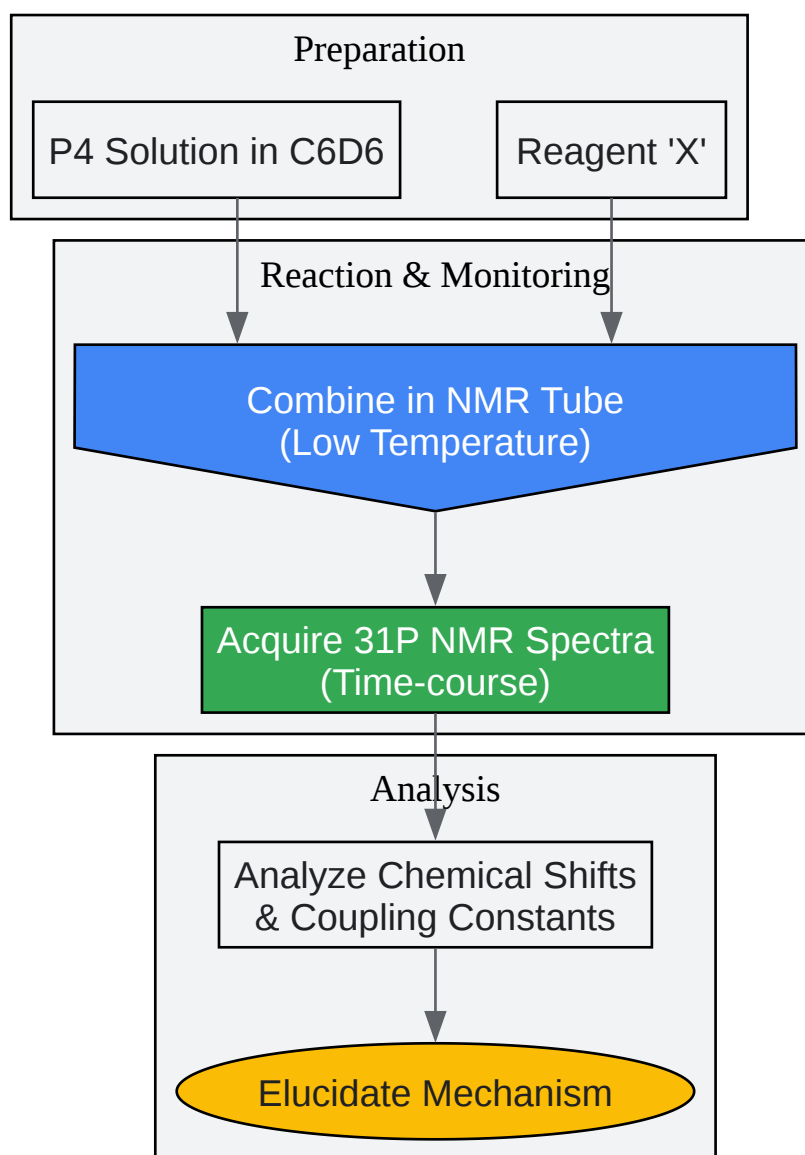 Preparation
P4 Solution in C6D6
Reagent 'X'
Reaction & Monitoring
Combine in NMR Tube
(Low Temperature)
Acquire 31P NMR Spectra
(Time-course)
Analysis
Analyze Chemical Shifts
& Coupling Constants
Elucidate Mechanism